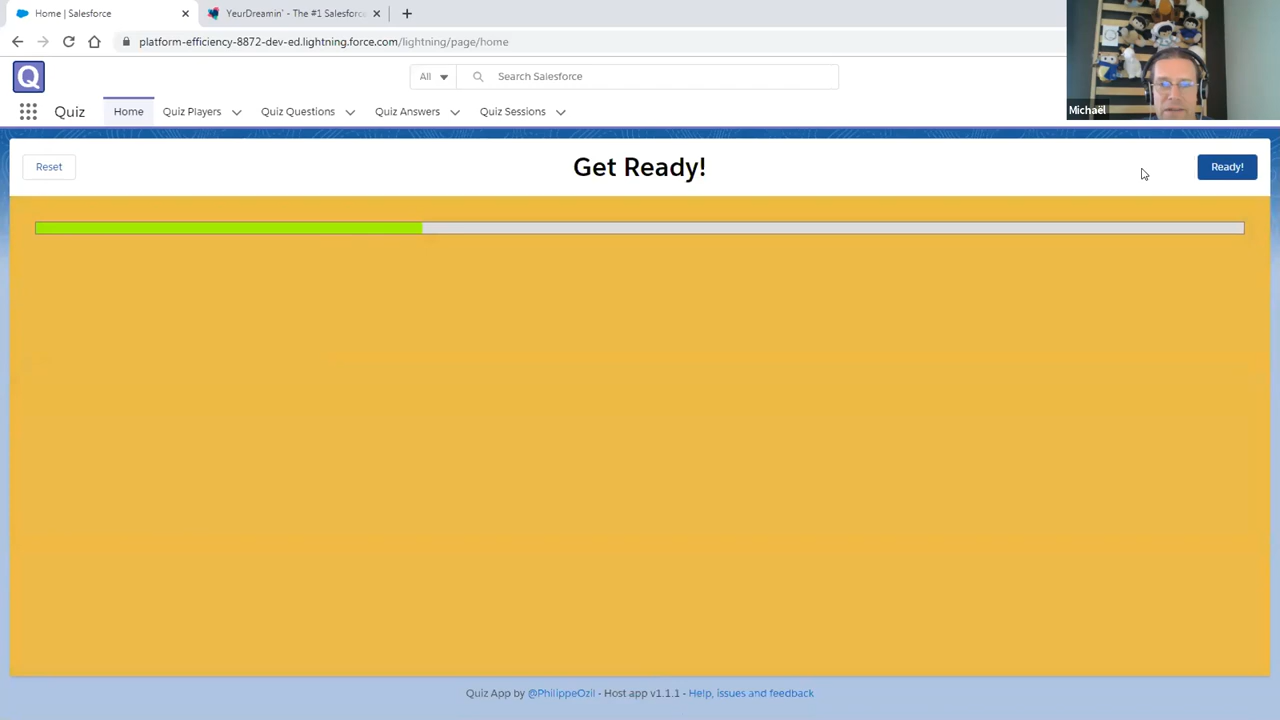 Home | Salesforce
YeurDreamin' - The #1 Salesforce
platform-efficiency-8872-dev-ed.lightning.force.com/lightning/page/home
Q
All
Search Salesforce
Michaël
Quiz
Home
Quiz Players
Quiz Questions
Quiz Answers
Quiz Sessions
Reset
Get Ready!
Ready!
Quiz App by @PhilippeOzil - Host app v1.1.1 - Help, issues and feedback